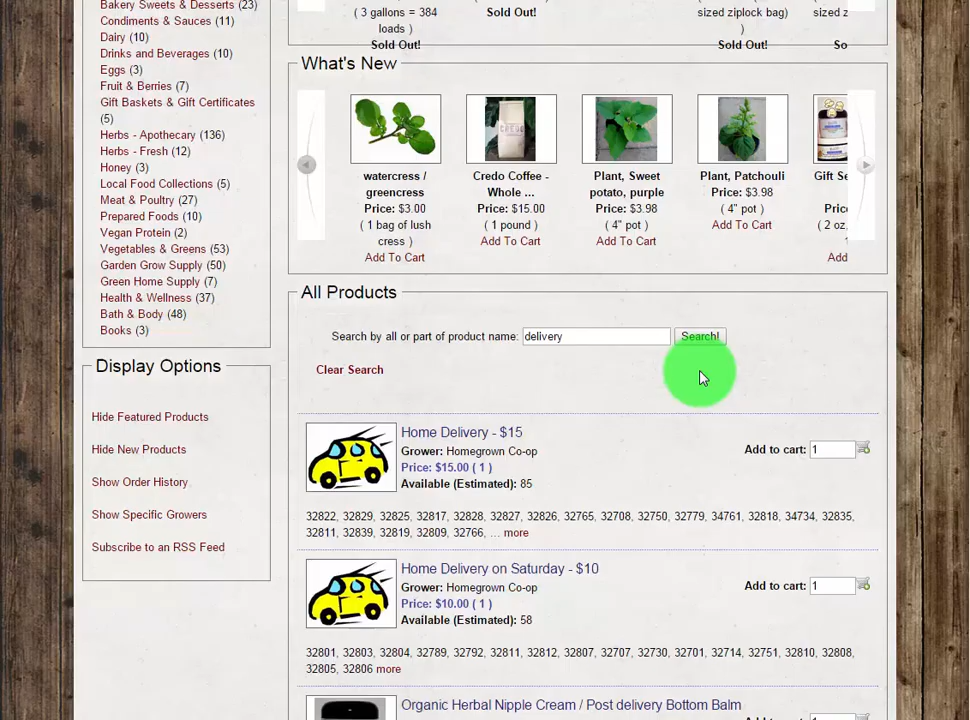 Bakery Sweets & Desserts (23)
Condiments & Sauces (11)
Dairy (10)
Drinks and Beverages (10)
Eggs (3)
Fruit & Berries (7)
Gift Baskets & Gift Certificates
(5)
Herbs - Apothecary (136)
Herbs - Fresh (12)
Honey (3)
Local Food Collections (5)
Meat & Poultry (27)
Prepared Foods (10)
Vegan Protein (2)
Vegetables & Greens (53)
Garden Grow Supply (50)
Green Home Supply (7)
Health & Wellness (37)
Bath & Body (48)
Books (3)
Display Options
Hide Featured Products
Hide New Products
Show Order History
Show Specific Growers
Subscribe to an RSS Feed
( 3 gallons = 384
loads )
Sold Out!
Sold Out!
sized ziplock bag)
)
Sold Out!
sized z
So
What's New
watercress /
greencress
Price: $3.00
( 1 bag of lush
cress )
Add To Cart
Credo Coffee -
Whole ...
Price: $15.00
( 1 pound )
Add To Cart
Plant, Sweet
potato, purple
Price: $3.98
( 4" pot )
Add To Cart
Plant, Patchouli
Price: $3.98
( 4" pot )
Add To Cart
Gift Se
Pric
( 2 oz.
1
Add
All Products
Search by all or part of product name: delivery Search!
Clear Search
Home Delivery - $15
Grower: Homegrown Co-op
Price: $15.00 ( 1 )
Available (Estimated): 85
Add to cart: 1
32822, 32829, 32825, 32817, 32828, 32827, 32826, 32765, 32708, 32750, 32779, 34761, 32818, 34734, 32835,
32811, 32839, 32819, 32809, 32766, ... more
Home Delivery on Saturday - $10
Grower: Homegrown Co-op
Price: $10.00 ( 1 )
Available (Estimated): 58
Add to cart: 1
32801, 32803, 32804, 32789, 32792, 32811, 32812, 32807, 32707, 32730, 32701, 32714, 32751, 32810, 32808,
32805, 32806 more
Organic Herbal Nipple Cream / Post delivery Bottom Balm